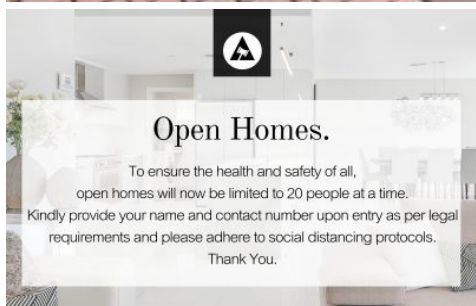 Open Homes.
To ensure the health and safety of all,
open homes will now be limited to 20 people at a time.
Kindly provide your name and contact number upon entry as per legal
requirements and please adhere to social distancing protocols.
Thank You.